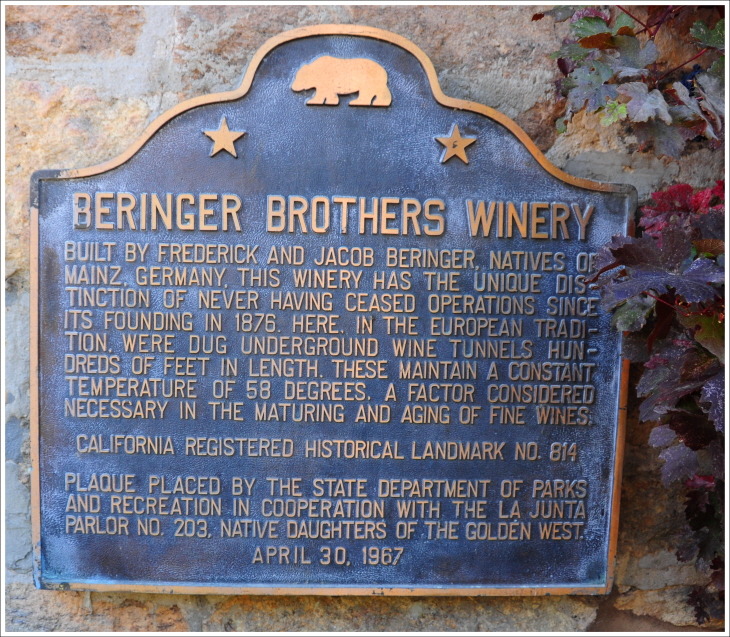 BERINGER BROTHERS WINERY
BUILT BY FREDERICK AND JACOB BERINGER, NATIVES OF
MAINZ, GERMANY, THIS WINERY HAS THE UNIQUE DIS-
TINCTION OF NEVER HAVING CEASED OPERATIONS SINCE
ITS FOUNDING IN 1876. HERE, IN THE EUROPEAN TRADI-
TION, WERE DUG UNDERGROUND WINE TUNNELS HUN-
DREDS OF FEET IN LENGTH. THESE MAINTAIN A CONSTANT
TEMPERATURE OF 58 DEGREES, A FACTOR CONSIDERED
NECESSARY IN THE MATURING AND AGING OF FINE WINES.
CALIFORNIA REGISTERED HISTORICAL LANDMARK NO. 814
PLAQUE PLACED BY THE STATE DEPARTMENT OF PARKS
AND RECREATION IN COOPERATION WITH THE LA JUNTA
PARLOR NO. 203, NATIVE DAUGHTERS OF THE GOLDEN WEST.
APRIL 30, 1967